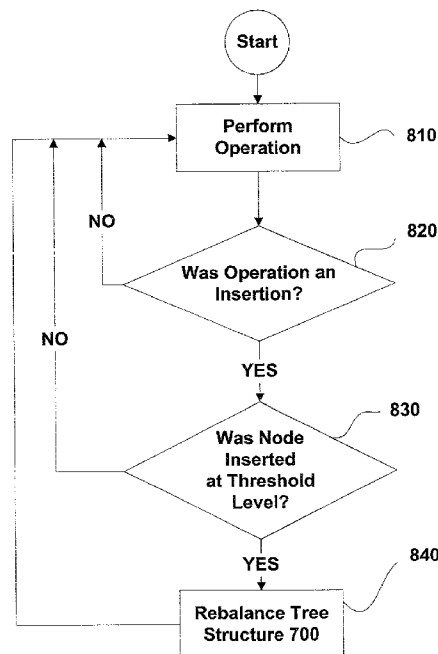 Start
Perform
Operation
810
NO
820
Was Operation an
Insertion?
NO
YES
830
Was Node
Inserted
at Threshold
Level?
YES
840
Rebalance Tree
Structure 700